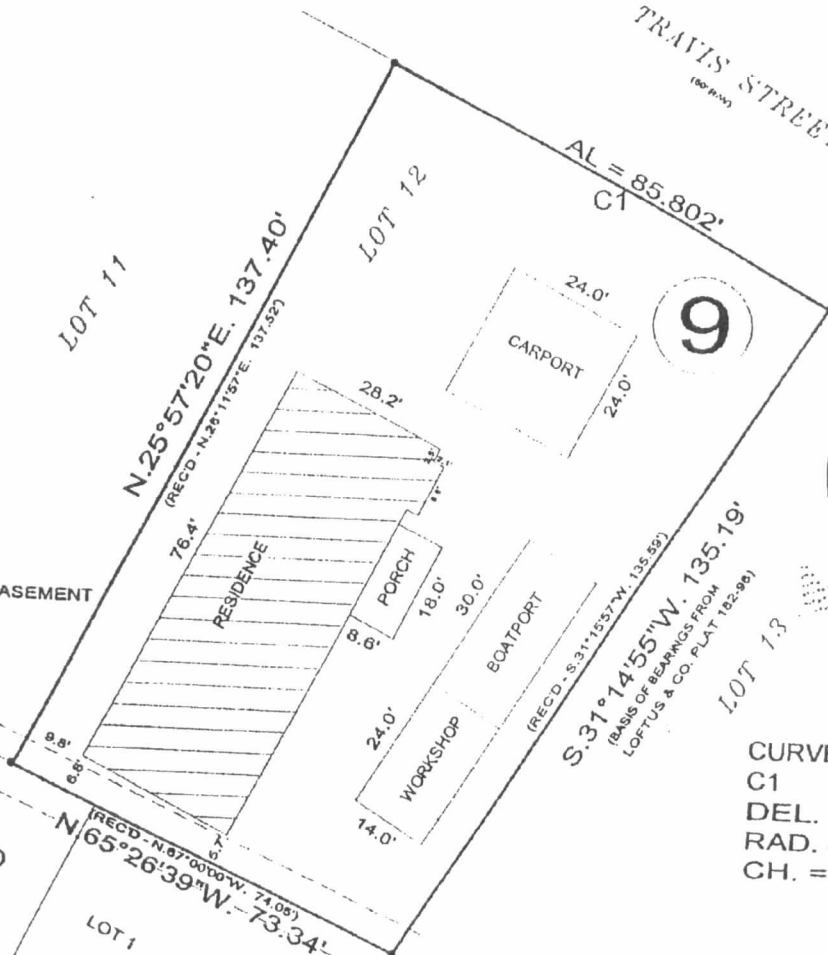 TRAVIS STREET
(60' R/W)
AL = 85.802'
C1
LOT 12
LOT 11
N.25°57'20"E. 137.40'
(REC'D - N.26°11'57"E. 137.52')
24.0'
CARPORT
24.0'
9
28.2'
76.4'
RESIDENCE
PORCH
18.0'
8.6'
30.0'
BOATPORT
24.0'
WORKSHOP
14.0'
(REC'D - S.31°15'57"W. 135.59')
S.31°14'55"W. 135.19'
(BASIS OF BEARINGS FROM
LOFTUS & CO. PLAT 182-98)
LOT 13
ASEMENT
9.8'
6.8'
5.7'
(REC'D - N.67°00'00"W. 74.05')
N.65°26'39"W. 73.34'
LOT 1
CURVE
C1
DEL.
RAD.
CH. =